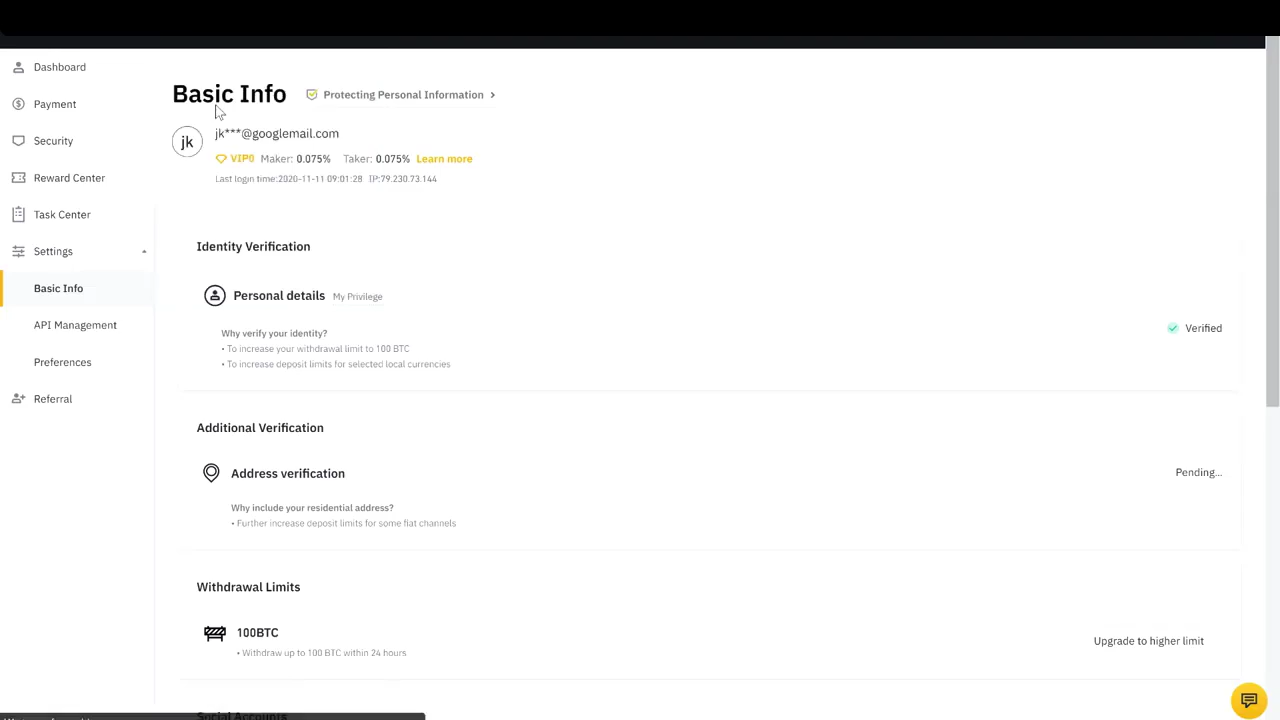 Dashboard
Payment
Security
Reward Center
Task Center
Settings
Basic Info
API Management
Preferences
Referral
Basic Info
Protecting Personal Information
jk
jk***@googlemail.com
VIP0 Maker: 0.075% Taker: 0.075% Learn more
Last login time:2020-11-11 09:01:28 IP:79.230.73.144
Identity Verification
Personal details My Privilege
Why verify your identity?
• To increase your withdrawal limit to 100 BTC
• To increase deposit limits for selected local currencies
Verified
Additional Verification
Address verification
Pending...
Why include your residential address?
• Further increase deposit limits for some fiat channels
Withdrawal Limits
100BTC
• Withdraw up to 100 BTC within 24 hours
Upgrade to higher limit
Social Accounts